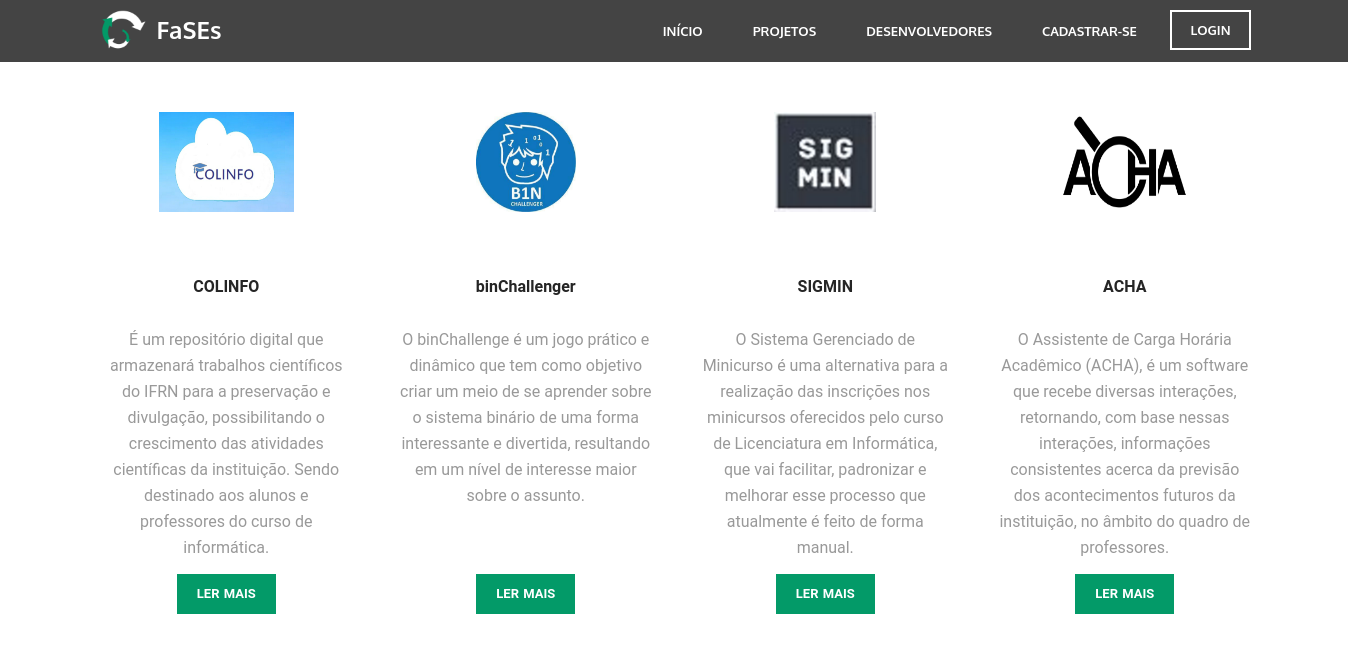 FaSEs
INÍCIO
PROJETOS
DESENVOLVEDORES
CADASTRAR-SE
LOGIN
COLINFO
1
0
1
0
1
B1N
CHALLENGER
SIG
MIN
ACHA
COLINFO
É um repositório digital que
armazenará trabalhos científicos
do IFRN para a preservação e
divulgação, possibilitando o
crescimento das atividades
científicas da instituição. Sendo
destinado aos alunos e
professores do curso de
informática.
LER MAIS
binChallenger
O binChallenge é um jogo prático e
dinâmico que tem como objetivo
criar um meio de se aprender sobre
o sistema binário de uma forma
interessante e divertida, resultando
em um nível de interesse maior
sobre o assunto.
LER MAIS
SIGMIN
O Sistema Gerenciado de
Minicurso é uma alternativa para a
realização das inscrições nos
minicursos oferecidos pelo curso
de Licenciatura em Informática,
que vai facilitar, padronizar e
melhorar esse processo que
atualmente é feito de forma
manual.
LER MAIS
ACHA
O Assistente de Carga Horária
Acadêmico (ACHA), é um software
que recebe diversas interações,
retornando, com base nessas
interações, informações
consistentes acerca da previsão
dos acontecimentos futuros da
instituição, no âmbito do quadro de
professores.
LER MAIS